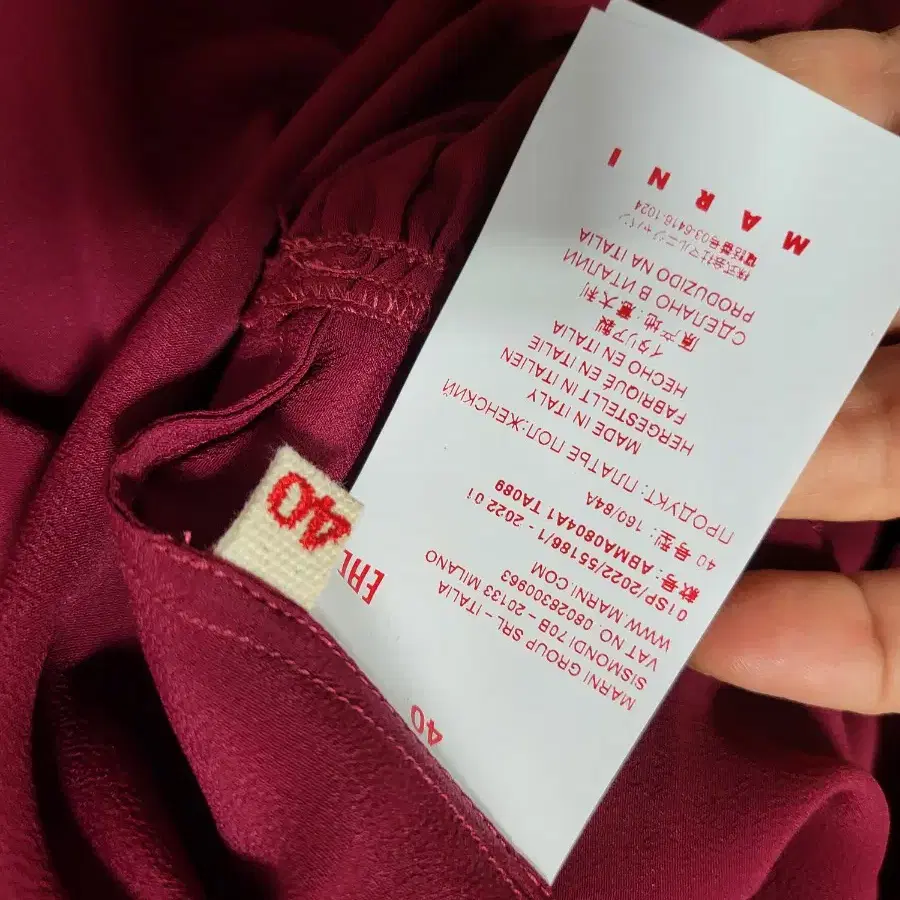 40
40
MARNI GROUP SRL - ITALIA
SISMONDI 70B - 20133 MILANO
VAT NO. 08028300963
WWW.MARNI.COM
01SP/2022/55186/1 - 2022 01
款号: ABMA0804A1 TA089
40 号型: 160/84A
ПРОДУКТ: ПЛАТЬЕ ПОЛ:ЖЕНСКИЙ
MADE IN ITALY
HERGESTELLT IN ITALIEN
FABRIQUÉ EN ITALIE
HECHO EN ITALIA
イタリア製
原产地:意大利
СДЕЛАНО В ИТАЛИИ
PRODUZIDO NA ITALIA
株式会社マルニジャパン
電話番号03-6416-1024
MARNI